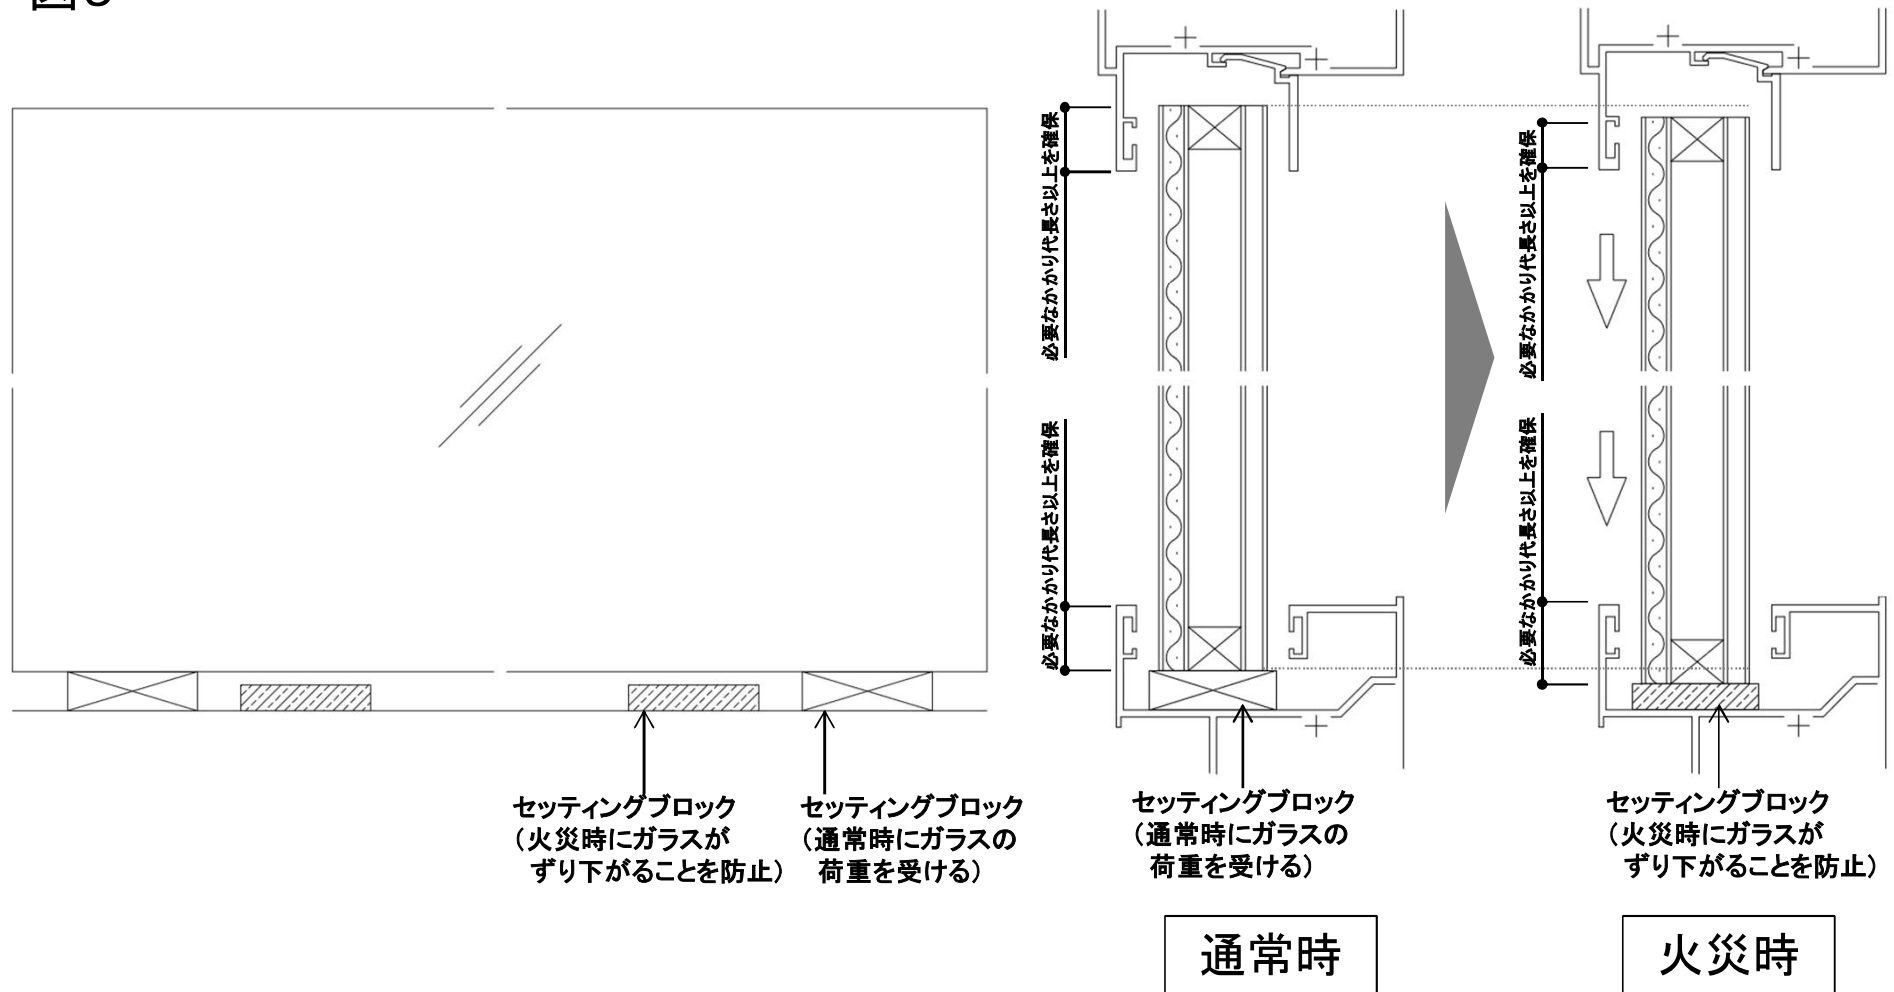 必要なかかり代長さ以上を確保
必要なかかり代長さ以上を確保
必要なかかり代長さ以上を確保
必要なかかり代長さ以上を確保
セッティングブロック
（火災時にガラスが
ずり下がることを防止）
セッティングブロック
（通常時にガラスの
荷重を受ける）
セッティングブロック
（通常時にガラスの
荷重を受ける）
セッティングブロック
（火災時にガラスが
ずり下がることを防止）
通常時
火災時